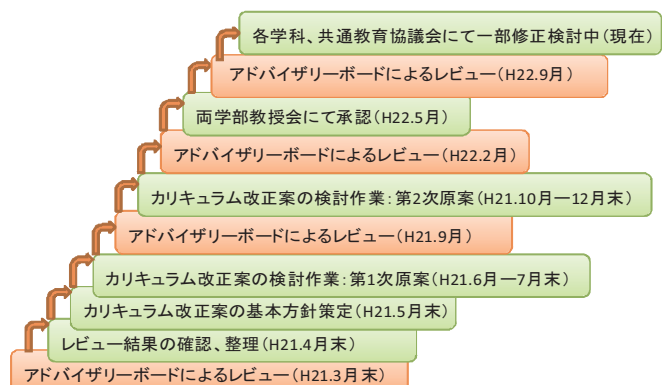 各学科、共通教育協議会にて一部修正検討中(現在)
アドバイザリーボードによるレビュー(H22.9月)
両学部教授会にて承認(H22.5月)
アドバイザリーボードによるレビュー(H22.2月)
カリキュラム改正案の検討作業:第2次原案(H21.10月―12月末)
アドバイザリーボードによるレビュー(H21.9月)
カリキュラム改正案の検討作業:第1次原案(H21.6月―7月末)
カリキュラム改正案の基本方針策定(H21.5月末)
レビュー結果の確認、整理(H21.4月末)
アドバイザリーボードによるレビュー(H21.3月末)